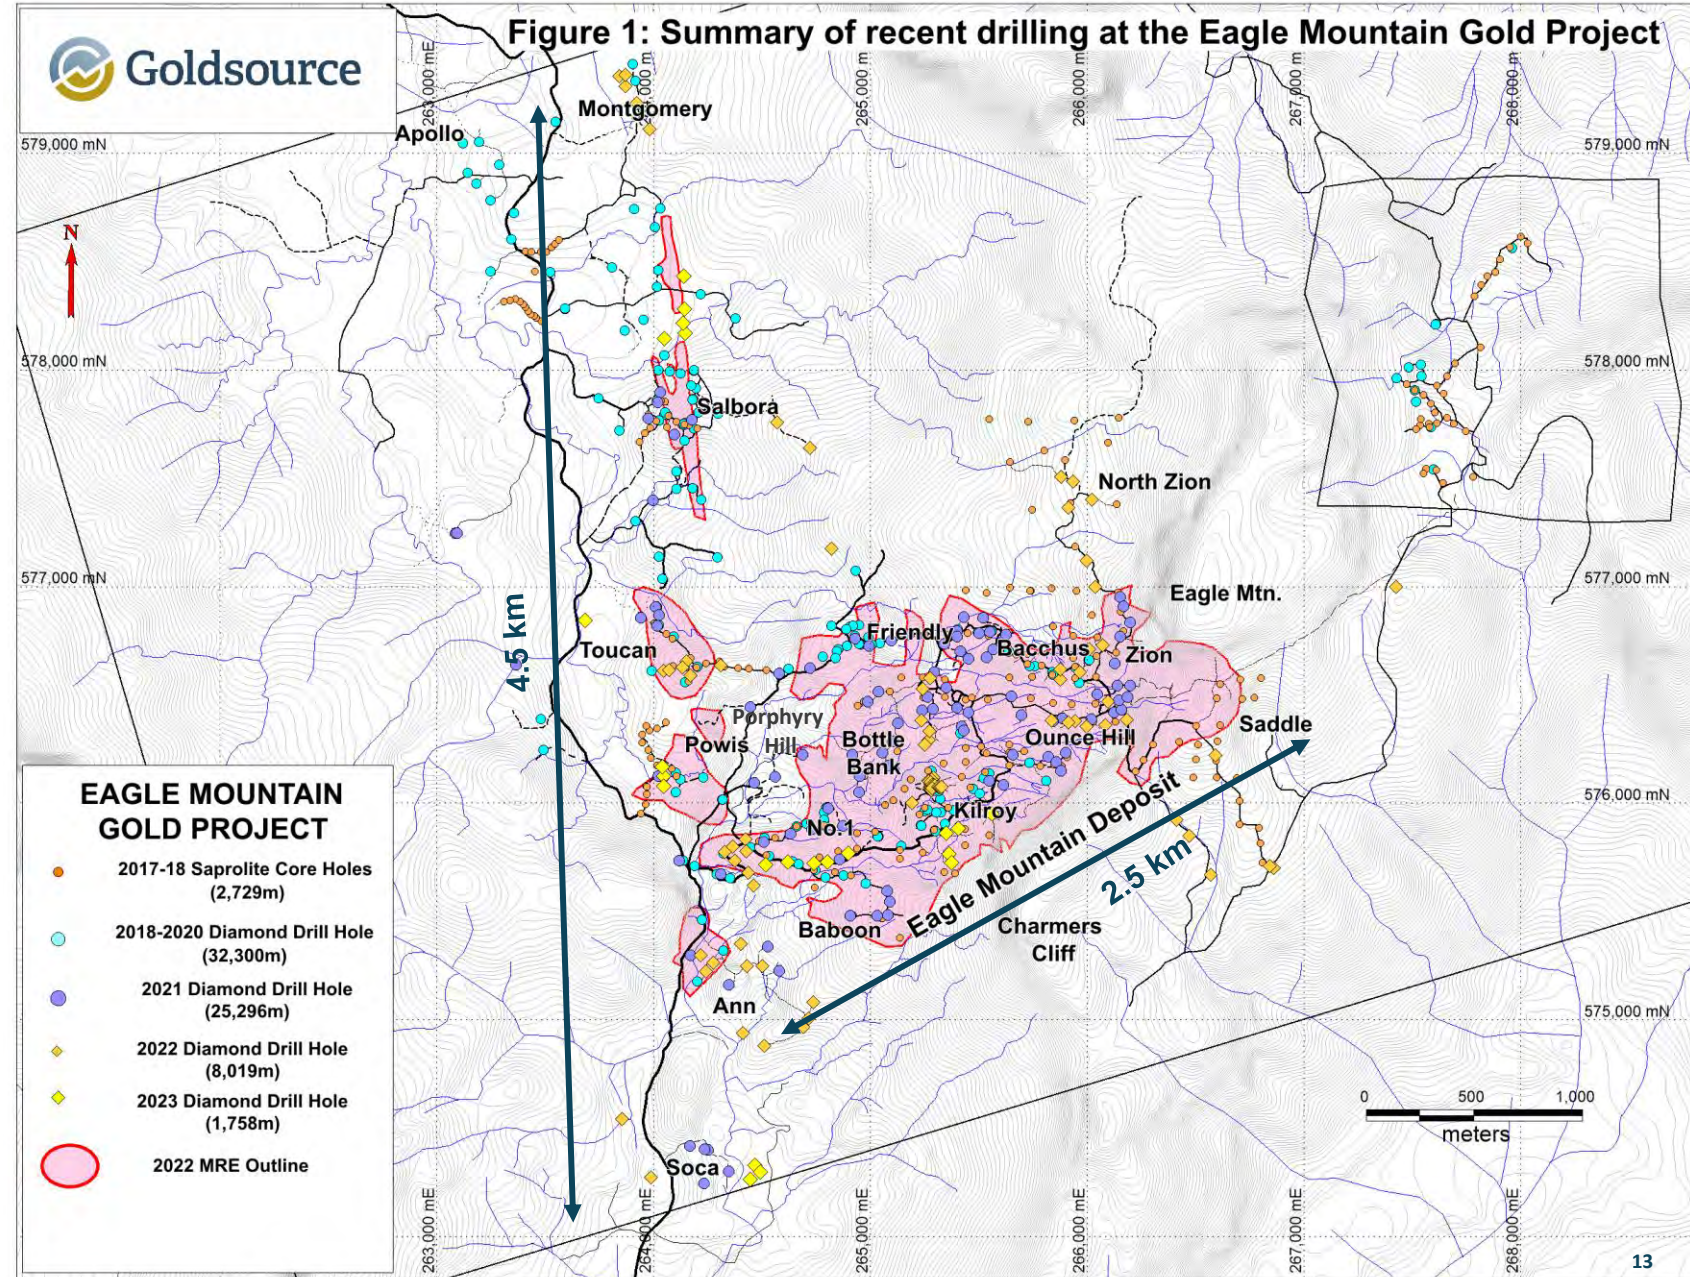 Figure 1: Summary of recent drilling at the Eagle Mountain Gold Project
Goldsource
263,000 mE
265,000 mE
266,000 mE
267,000 mE
268,000 mE
Montgomery
Apollo
579,000 mN
579,000 mN
N
578,000 mN
578,000 mN
Salbora
North Zion
577,000 mN
577,000 mN
Eagle Mtn.
4.5 km
Toucan
Friendly
Bacchus
Zion
Porphyry
Hill
Powis
Bottle
Bank
Ounce Hill
Saddle
576,000 mN
Kilroy
No.1
Eagle Mountain Deposit
2.5 km
Baboon
Charmers
Cliff
Ann
575,000 mN
Soca
EAGLE MOUNTAIN
GOLD PROJECT
2017-18 Saprolite Core Holes
(2,729m)
2018-2020 Diamond Drill Hole
(32,300m)
2021 Diamond Drill Hole
(25,296m)
2022 Diamond Drill Hole
(8,019m)
2023 Diamond Drill Hole
(1,758m)
2022 MRE Outline
0 500 1,000
meters
263,000 mE
264,000 mE
265,000 mE
266,000 mE
267,000 mE
268,000 mE
13